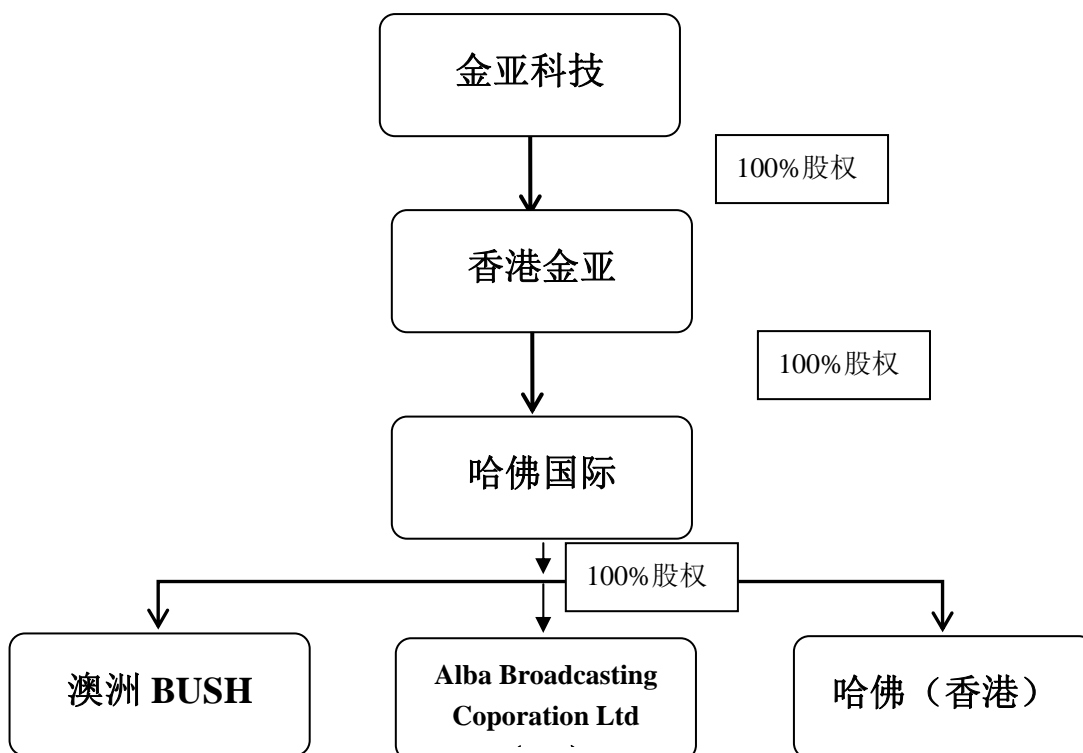 金亚科技
100%股权
香港金亚
100%股权
哈佛国际
100%股权
澳洲 BUSH
Alba Broadcasting
Coporation Ltd
哈佛（香港）